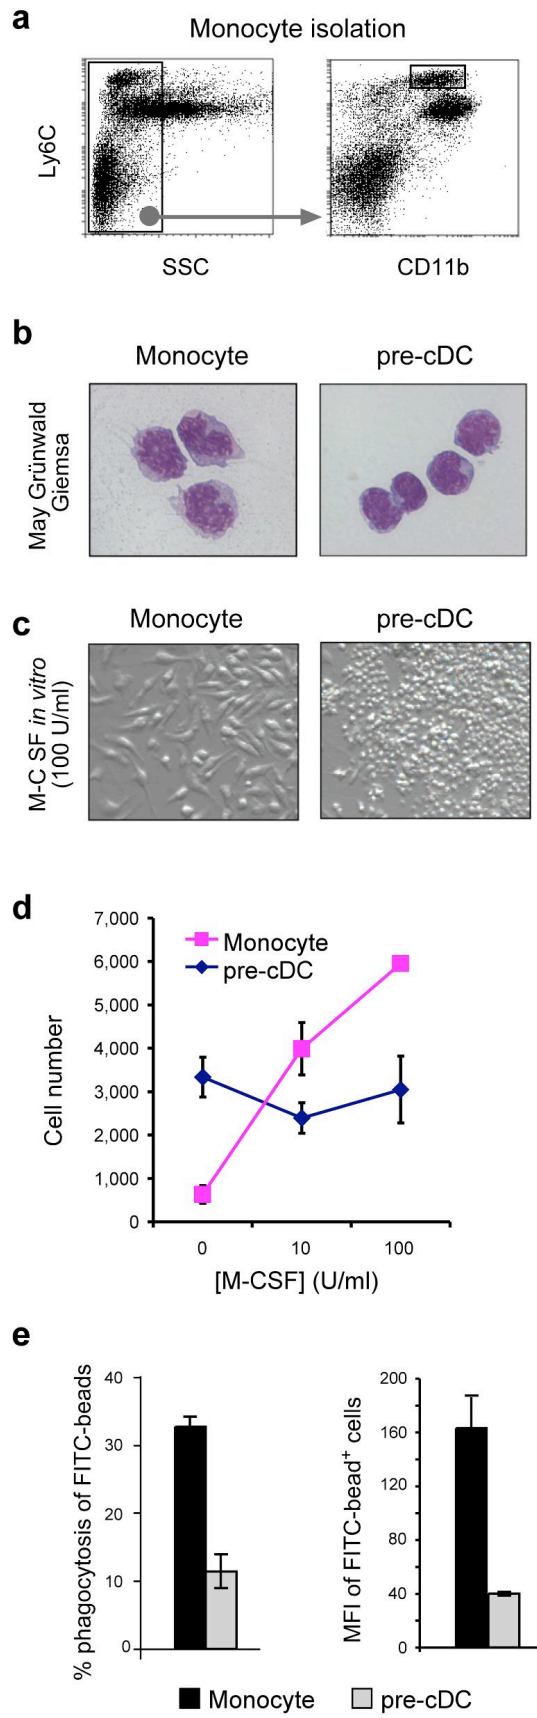 a
Monocyte isolation
Ly6C
SSC
CD11b
b
Monocyte
pre-cDC
May Grünwald
Giemsa
c
Monocyte
pre-cDC
M-C SF in vitro
(100 U/ml)
d
7,000
6,000
5,000
4,000
3,000
2,000
1,000
0
Cell number
Monocyte
pre-cDC
0
10
100
[M-CSF] (U/ml)
e
% phagocytosis of FITC-beads
40
30
20
10
0
MFI of FITC-bead+ cells
200
160
120
80
40
0
Monocyte
pre-cDC